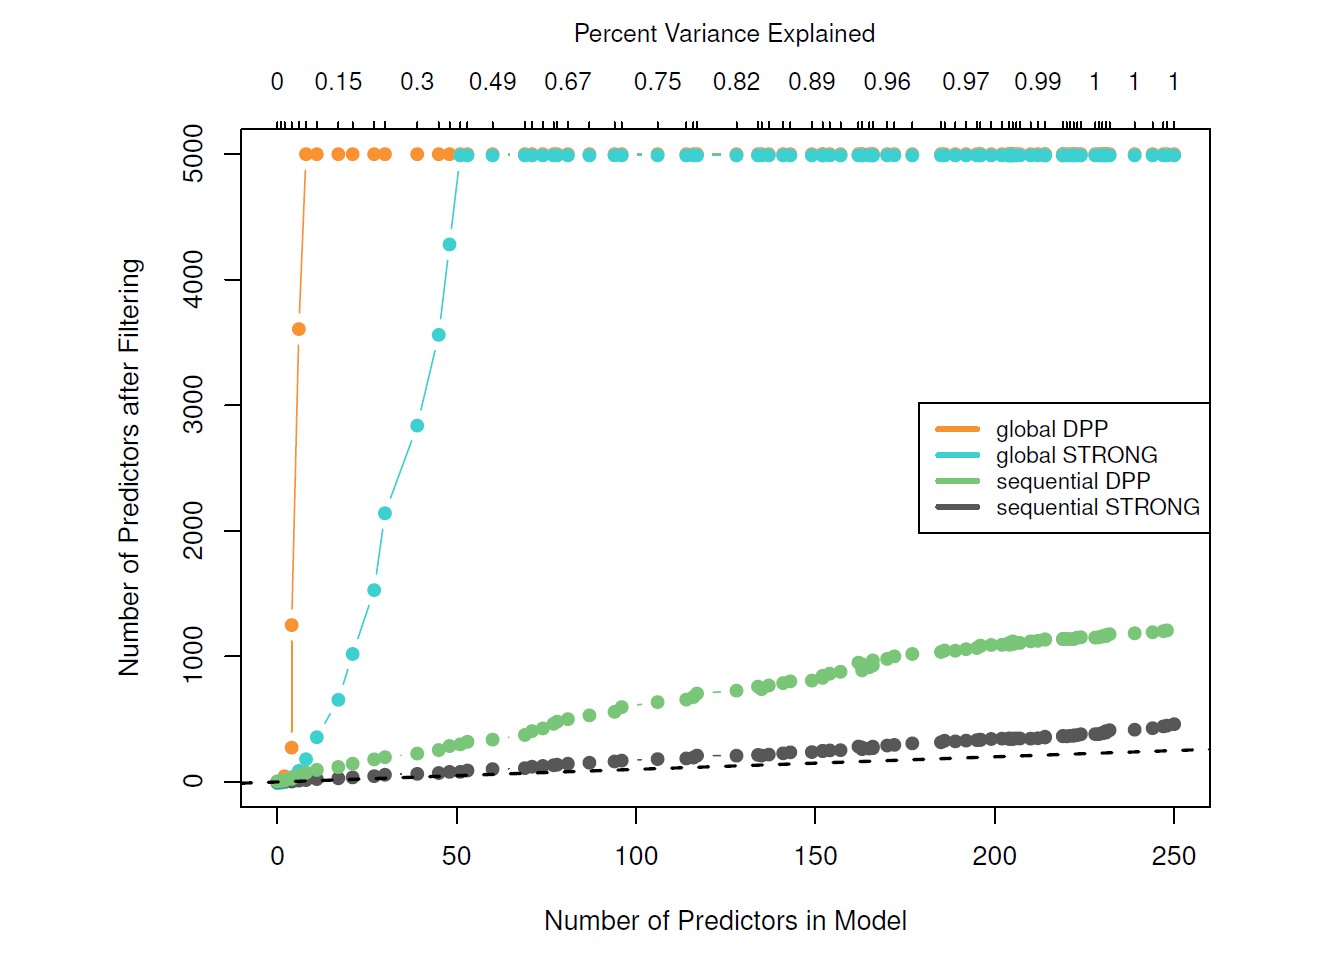 Percent Variance Explained
0 0.15 0.3 0.49 0.67 0.75 0.82 0.89 0.96 0.97 0.99 1 1 1
5000
4000
3000
2000
1000
0
Number of Predictors after Filtering
global DPP
global STRONG
sequential DPP
sequential STRONG
0 50 100 150 200 250
Number of Predictors in Model